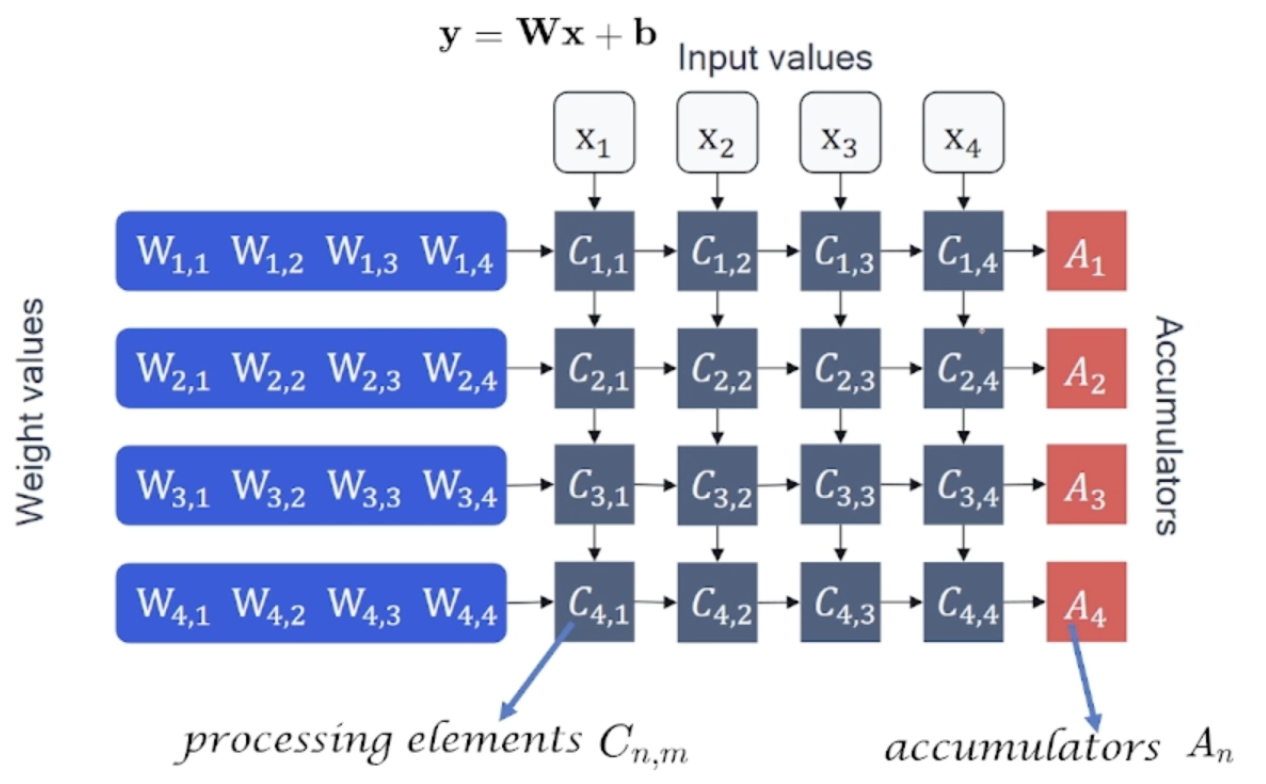 y = Wx + b
Input values
x₁ x₂ x₃ x₄
W₁,₁ W₁,₂ W₁,₃ W₁,₄ C₁,₁ C₁,₂ C₁,₃ C₁,₄ A₁
W₂,₁ W₂,₂ W₂,₃ W₂,₄ C₂,₁ C₂,₂ C₂,₃ C₂,₄ A₂
W₃,₁ W₃,₂ W₃,₃ W₃,₄ C₃,₁ C₃,₂ C₃,₃ C₃,₄ A₃
W₄,₁ W₄,₂ W₄,₃ W₄,₄ C₄,₁ C₄,₂ C₄,₃ C₄,₄ A₄
Weight values
Accumulators
processing elements Cₙ,ₘ
accumulators Aₙ